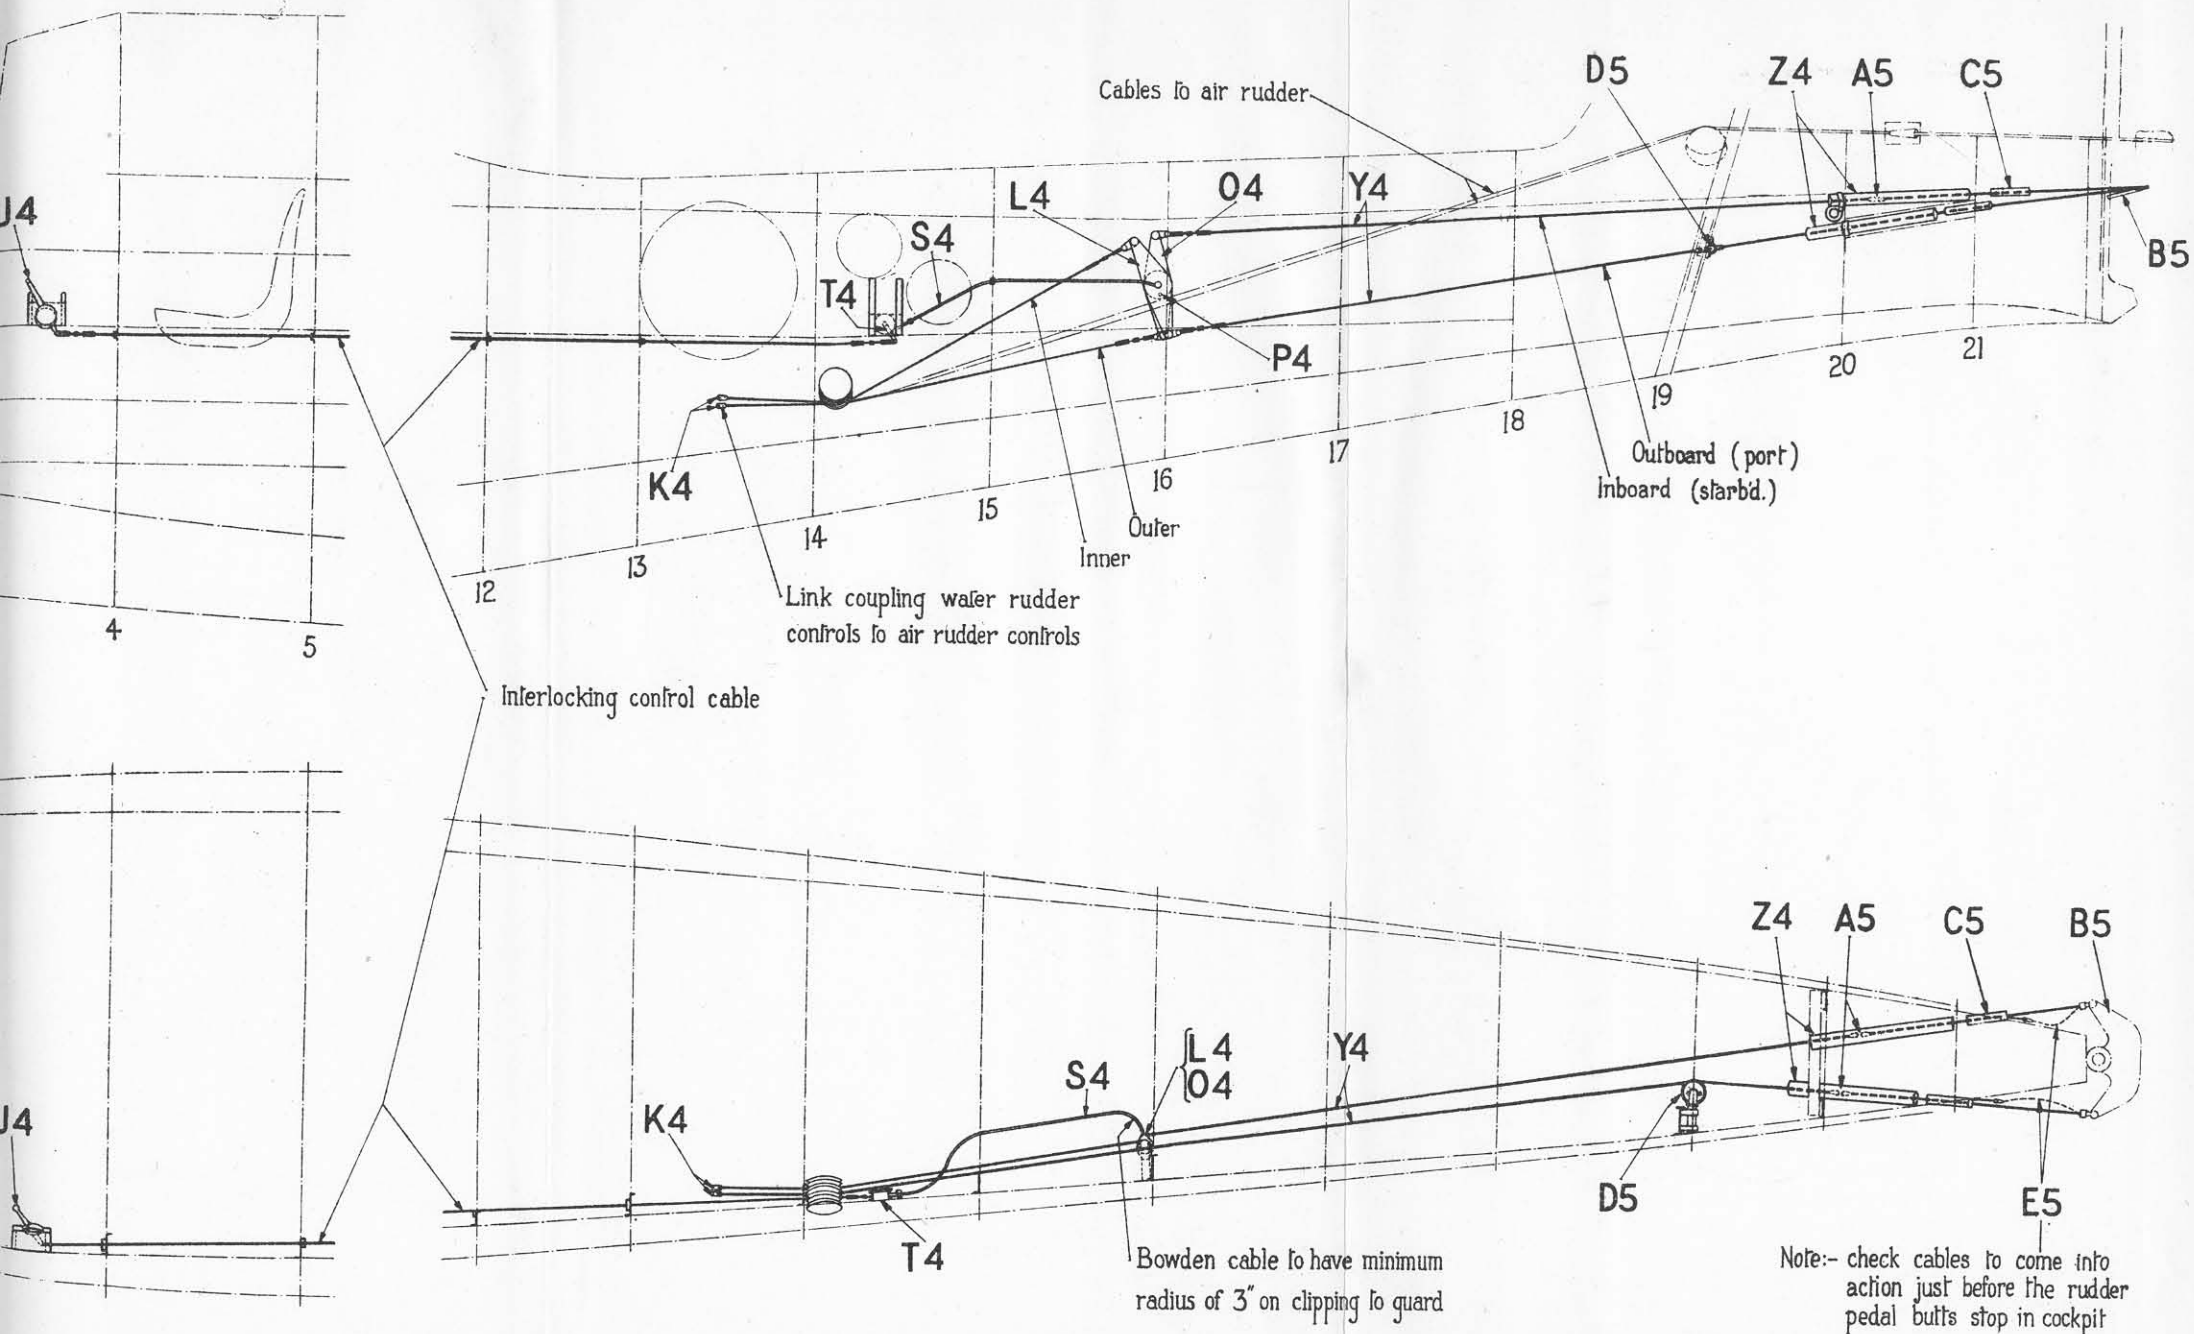 Cables to air rudder
D5
Z4
A5
C5
L4
O4
Y4
J4
S4
T4
B5
P4
K4
21
20
19
18
17
16
15
14
13
12
4
5
Outboard (port)
Inboard (starb'd.)
Outer
Inner
Link coupling water rudder
controls to air rudder controls
Interlocking control cable
Z4
A5
C5
B5
L4
O4
Y4
S4
K4
J4
D5
E5
T4
Bowden cable to have minimum
radius of 3" on clipping to guard
Note:- check cables to come into
action just before the rudder
pedal butts stop in cockpit